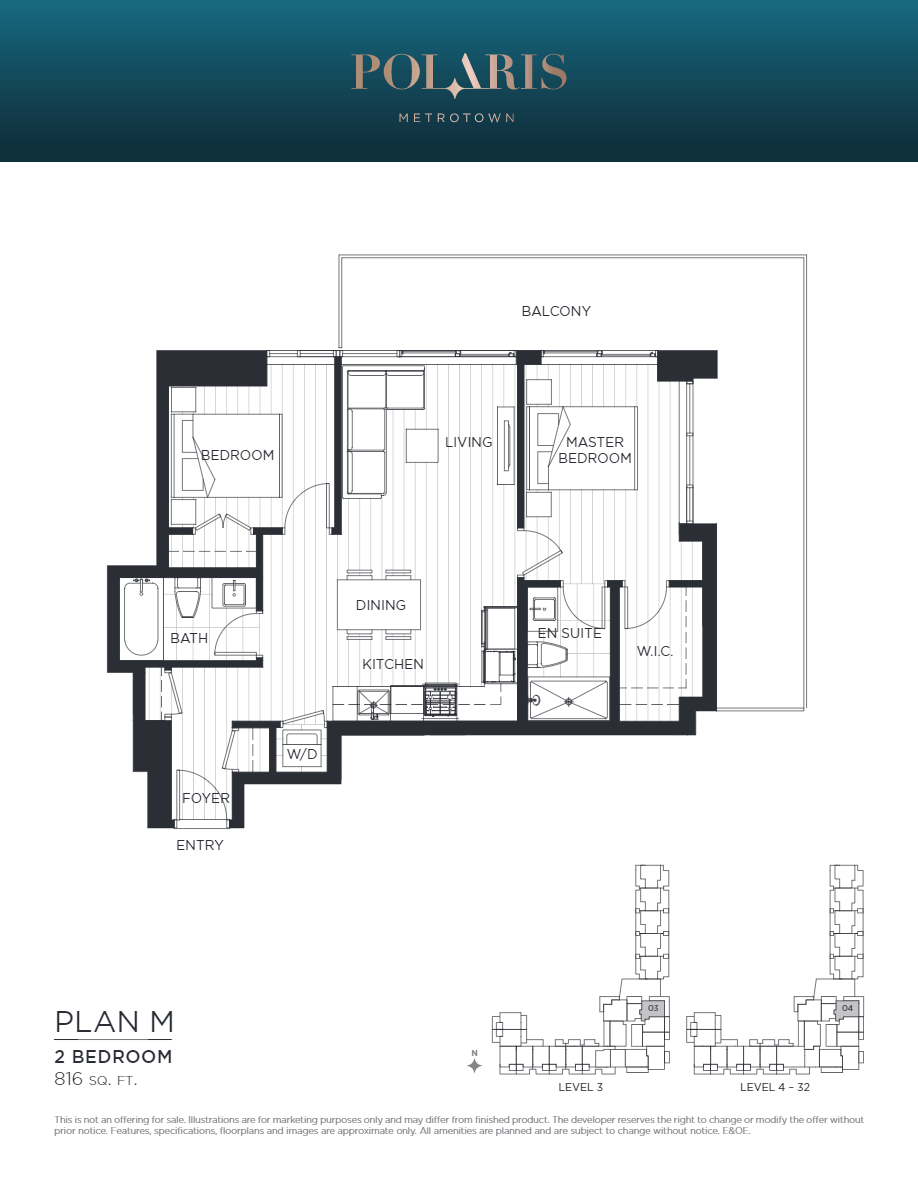 POLARIS
METROTOWN
BALCONY
LIVING
MASTER
BEDROOM
BEDROOM
DINING
EN SUITE
BATH
W.I.C.
KITCHEN
W/D
FOYER
ENTRY
03
04
PLAN M
2 BEDROOM
816 SQ. FT.
N
LEVEL 3
LEVEL 4 – 32
This is not an offering for sale. Illustrations are for marketing purposes only and may differ from finished product. The developer reserves the right to change or modify the offer without
prior notice. Features, specifications, floorplans and images are approximate only. All amenities are planned and are subject to change without notice. E&OE.